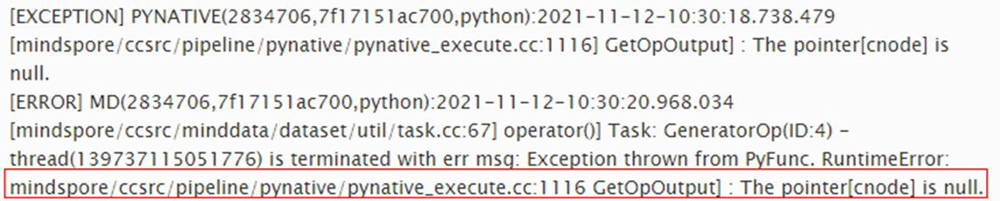 [EXCEPTION] PYNATIVE(2834706,7f17151ac700,python):2021-11-12-10:30:18.738.479
[mindspore/ccsrc/pipeline/pynative/pynative_execute.cc:1116] GetOpOutput] : The pointer[cnode] is
null.
[ERROR] MD(2834706,7f17151ac700,python):2021-11-12-10:30:20.968.034
[mindspore/ccsrc/minddata/dataset/util/task.cc:67] operator()] Task: GeneratorOp(ID:4) -
thread(139737115051776) is terminated with err msg: Exception thrown from PyFunc. RuntimeError:
mindspore/ccsrc/pipeline/pynative/pynative_execute.cc:1116 GetOpOutput] : The pointer[cnode] is null.